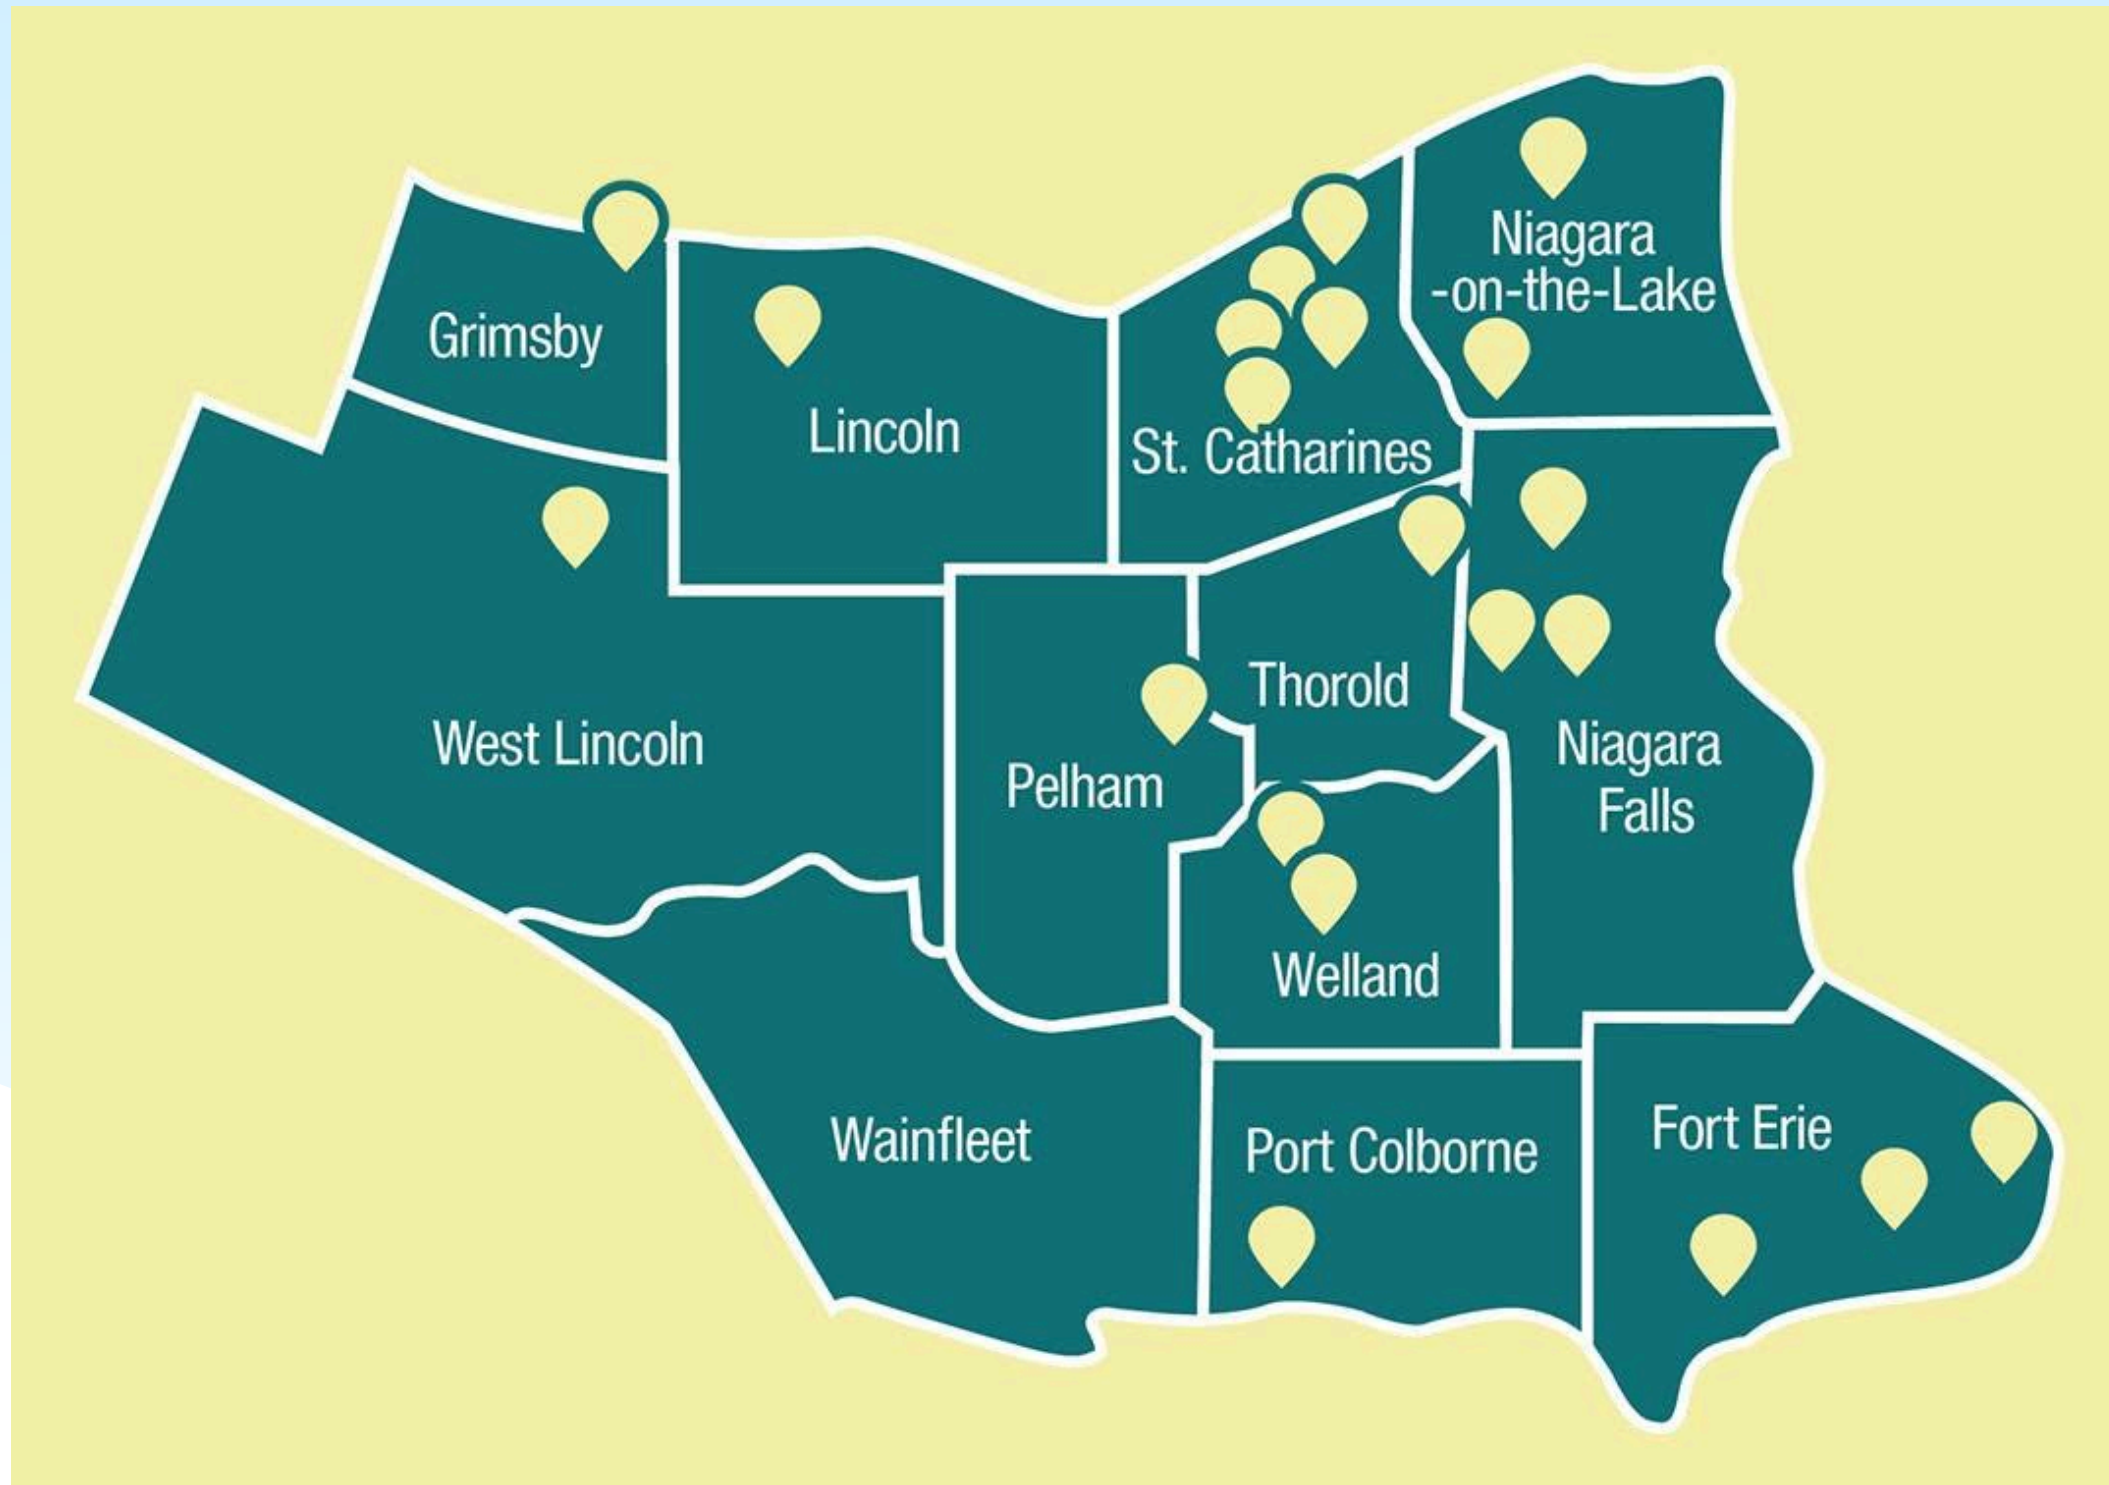 Niagara
-on-the-Lake
Grimsby
Lincoln
St. Catharines
West Lincoln
Thorold
Pelham
Niagara
Falls
Welland
Wainfleet
Port Colborne
Fort Erie